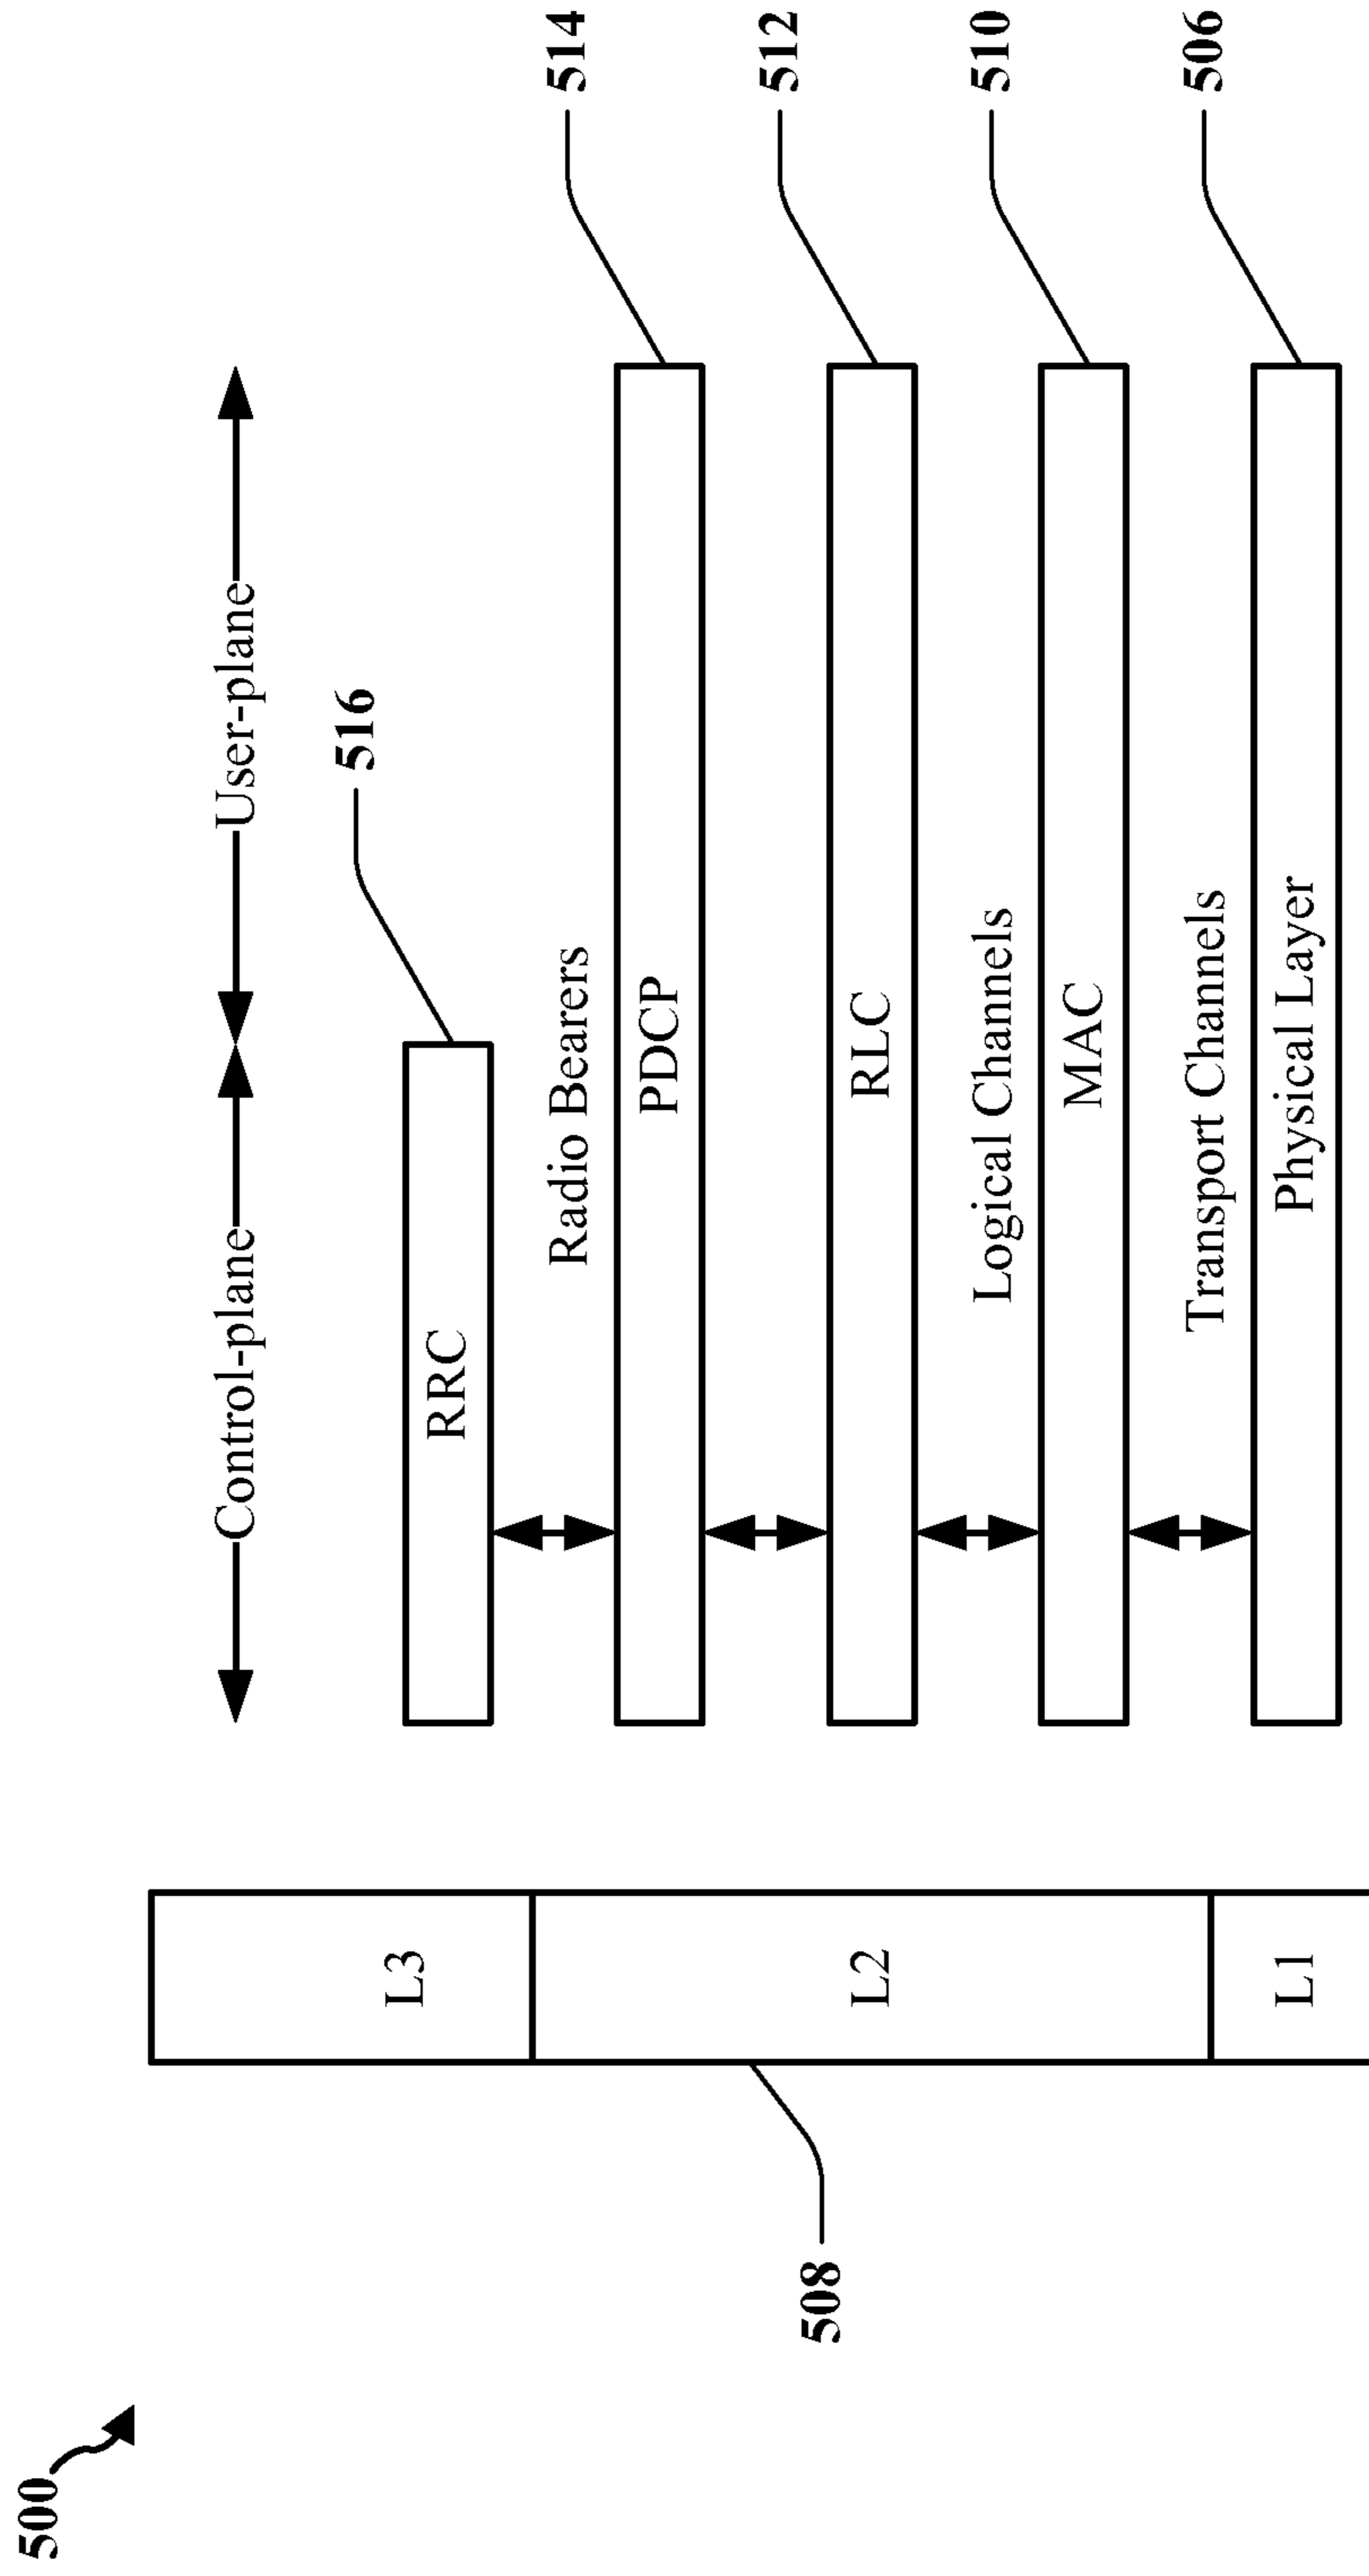 500
Control-plane
User-plane
516
L3
RRC
Radio Bearers
514
PDCP
508
L2
512
RLC
Logical Channels
510
MAC
Transport Channels
506
L1
Physical Layer